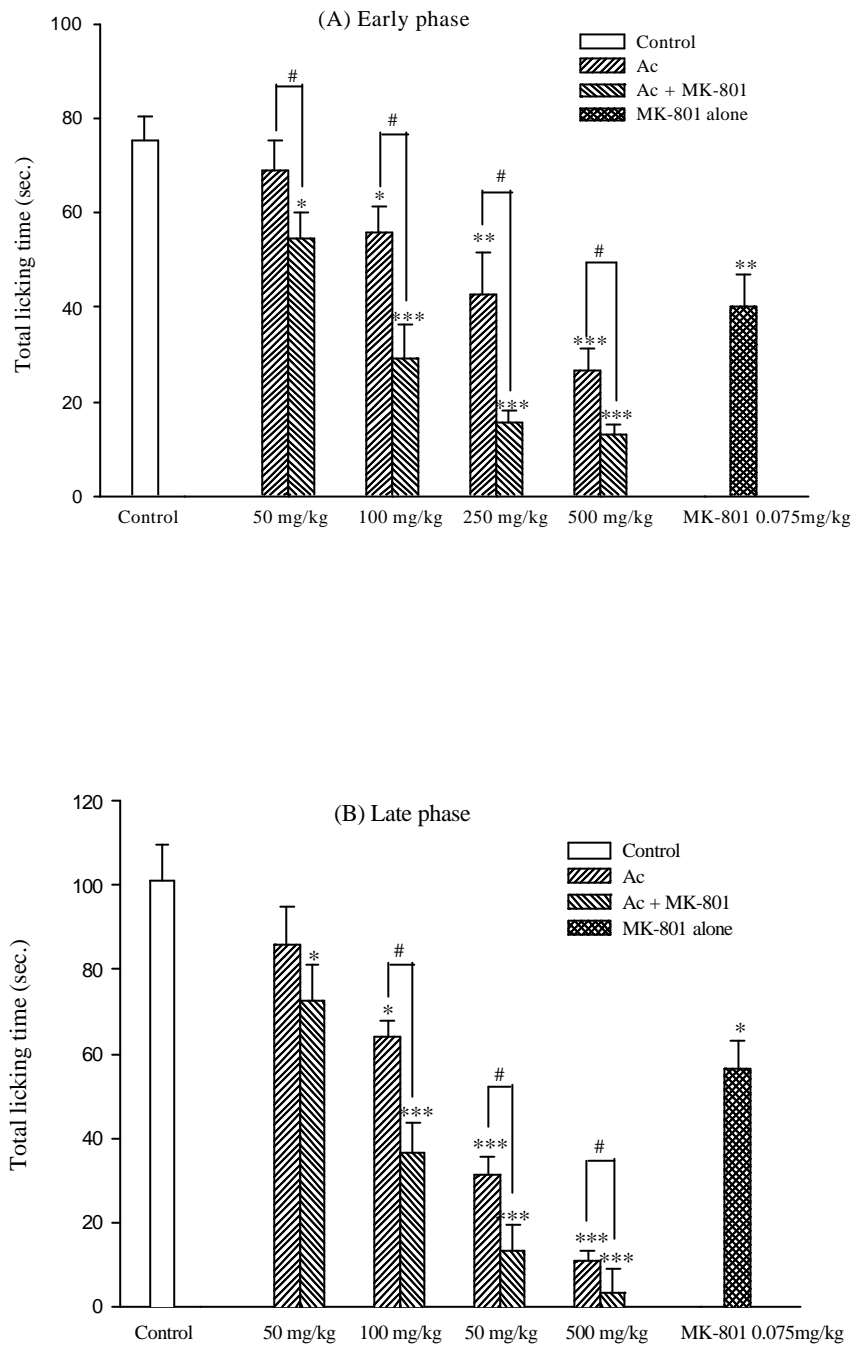 (A) Early phase
Control
Ac
Ac + MK-801
MK-801 alone
Total licking time (sec.)
100
80
60
40
20
0
#
#
#
#
*
*
***
**
***
***
***
**
Control
50 mg/kg
100 mg/kg
250 mg/kg
500 mg/kg
MK-801 0.075mg/kg
(B) Late phase
Control
Ac
Ac + MK-801
MK-801 alone
Total licking time (sec.)
120
100
80
60
40
20
0
#
#
#
*
*
***
***
***
***
***
*
Control
50 mg/kg
100 mg/kg
50 mg/kg
500 mg/kg
MK-801 0.075mg/kg